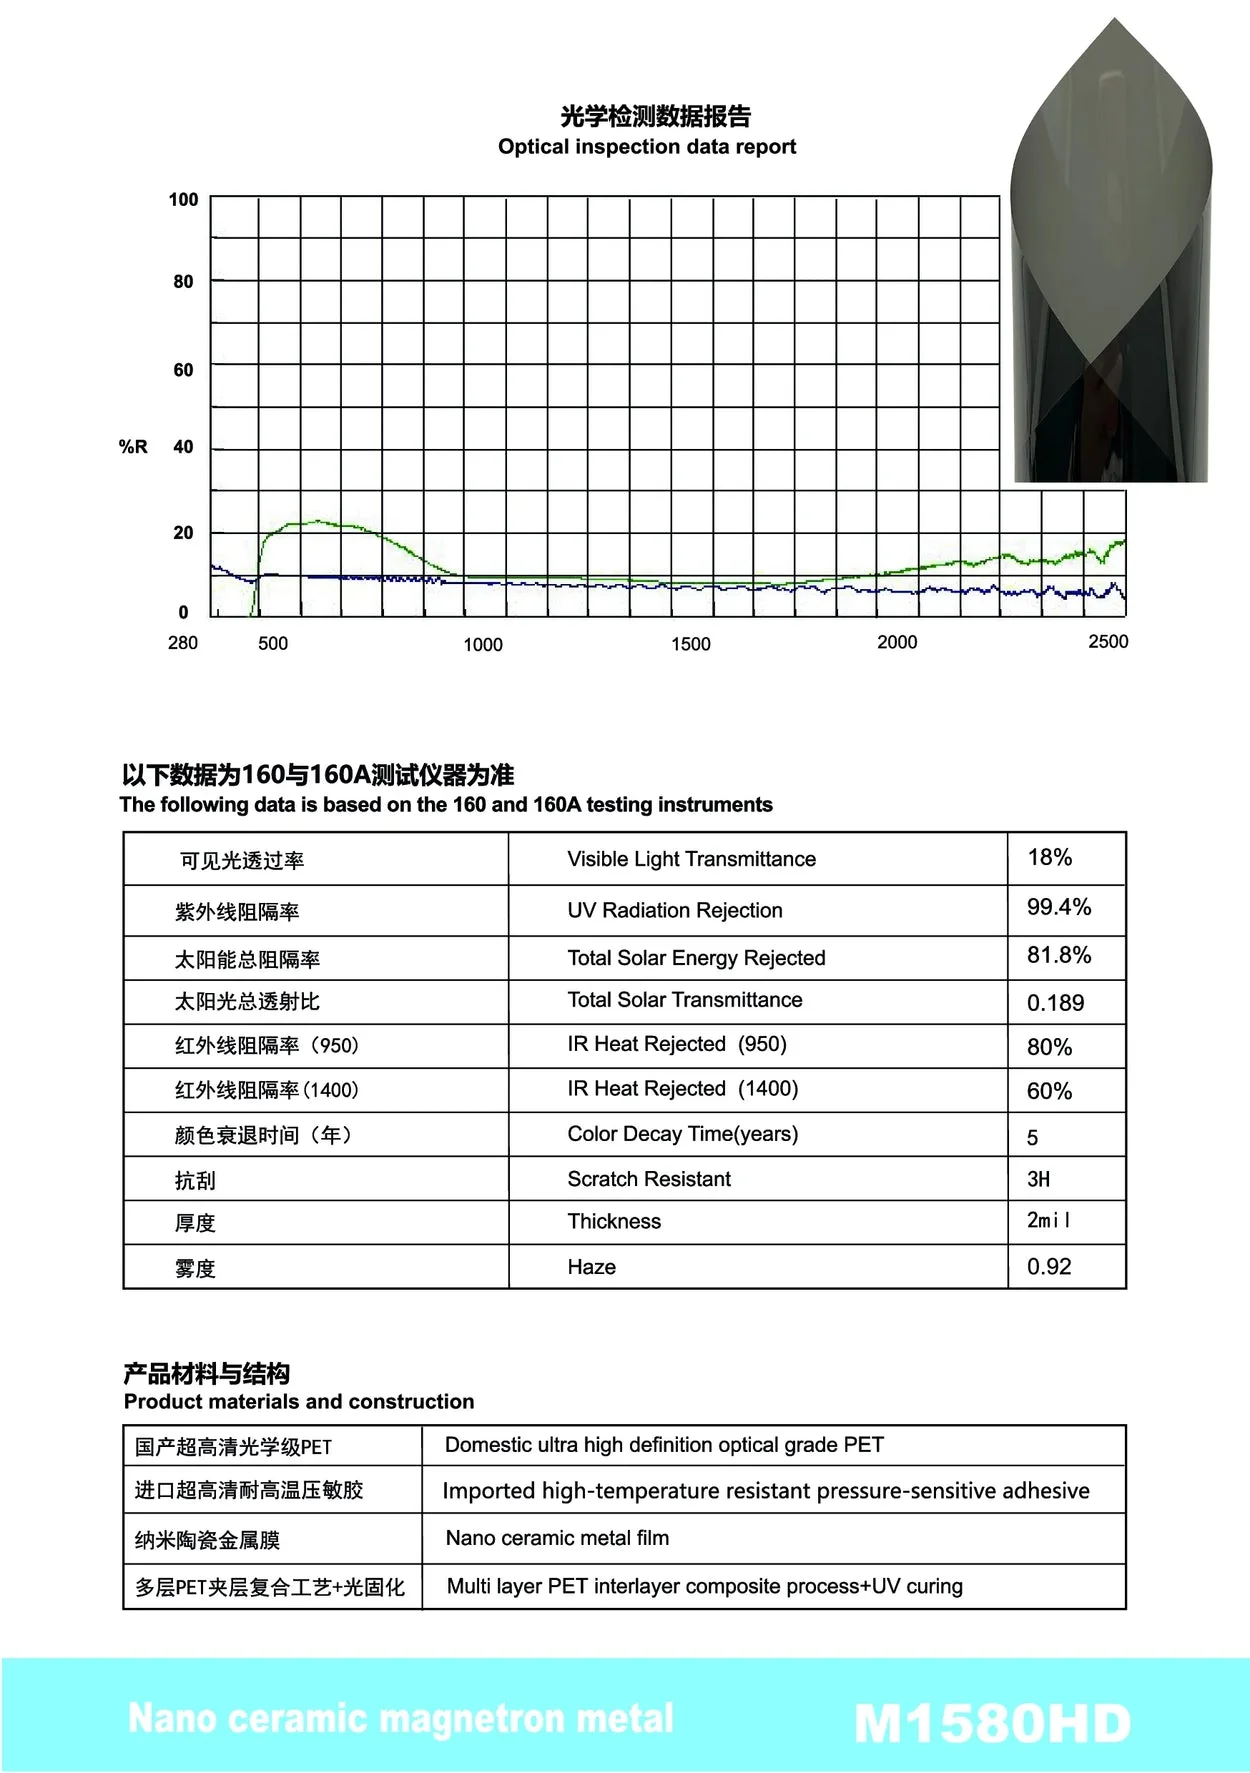 光学检测数据报告
Optical inspection data report
100
80
60
%R 40
20
0
280 500 1000 1500 2000 2500
以下数据为160与160A测试仪器为准
The following data is based on the 160 and 160A testing instruments
可见光透过率 Visible Light Transmittance 18%
紫外线阻隔率 UV Radiation Rejection 99.4%
太阳能总阻隔率 Total Solar Energy Rejected 81.8%
太阳光总透射比 Total Solar Transmittance 0.189
红外线阻隔率（950） IR Heat Rejected (950) 80%
红外线阻隔率(1400) IR Heat Rejected (1400) 60%
颜色衰退时间（年） Color Decay Time(years) 5
抗刮 Scratch Resistant 3H
厚度 Thickness 2mil
雾度 Haze 0.92
产品材料与结构
Product materials and construction
国产超高清光学级PET Domestic ultra high definition optical grade PET
进口超高清耐高温压敏胶 Imported high-temperature resistant pressure-sensitive adhesive
纳米陶瓷金属膜 Nano ceramic metal film
多层PET夹层复合工艺+光固化 Multi layer PET interlayer composite process+UV curing
Nano ceramic magnetron metal M1580HD